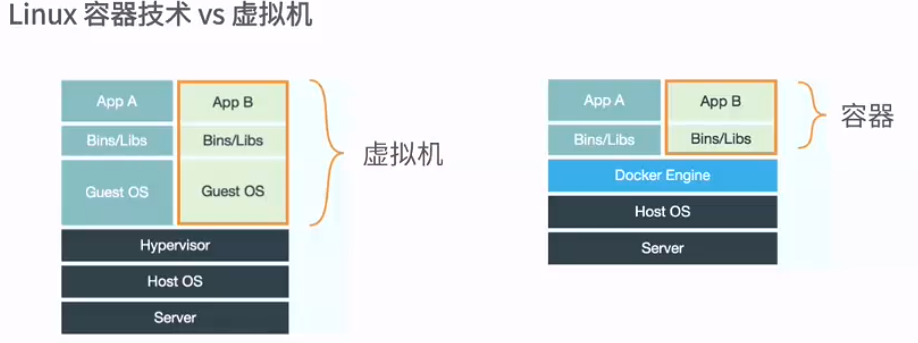 Linux 容器技术 vs 虚拟机
App A
App B
Bins/Libs
Bins/Libs
Guest OS
Guest OS
Hypervisor
Host OS
Server
虚拟机
App A
App B
Bins/Libs
Bins/Libs
Docker Engine
Host OS
Server
容器